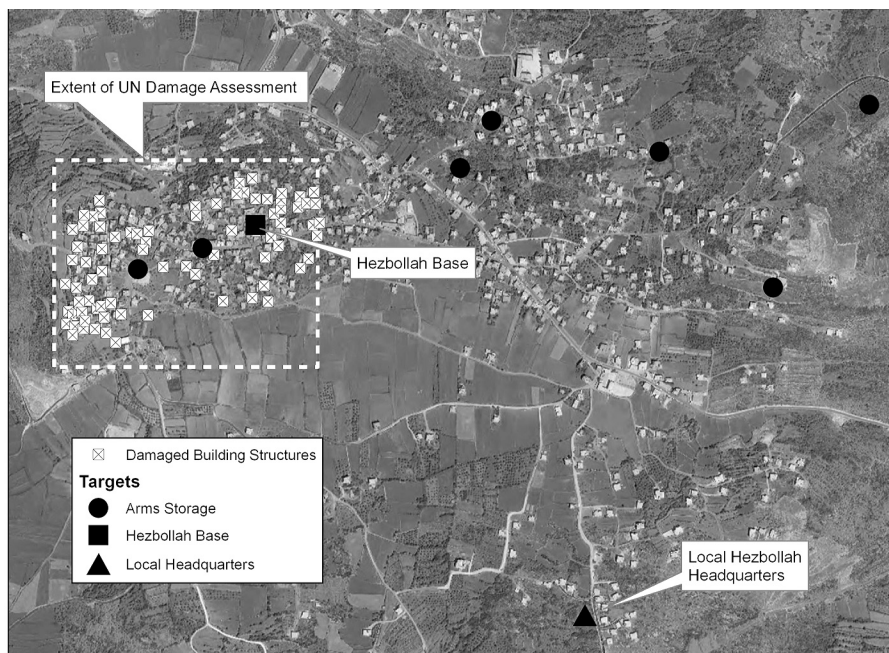 Extent of UN Damage Assessment
Hezbollah Base
Damaged Building Structures
Targets
Arms Storage
Hezbollah Base
Local Headquarters
Local Hezbollah
Headquarters